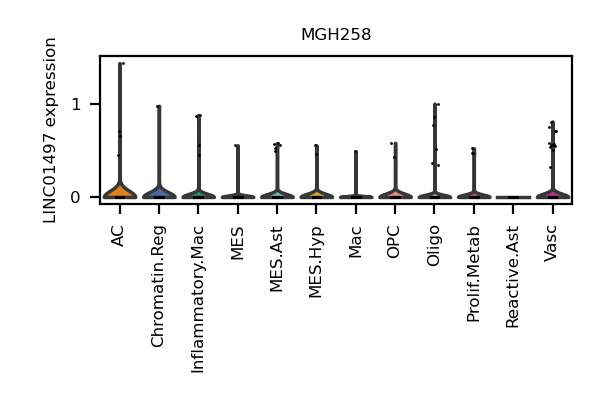 MGH258
LINC01497 expression
1
0
AC
Chromatin.Reg
Inflammatory.Mac
MES
MES.Ast
MES.Hyp
Mac
OPC
Oligo
Prolif.Metab
Reactive.Ast
Vasc